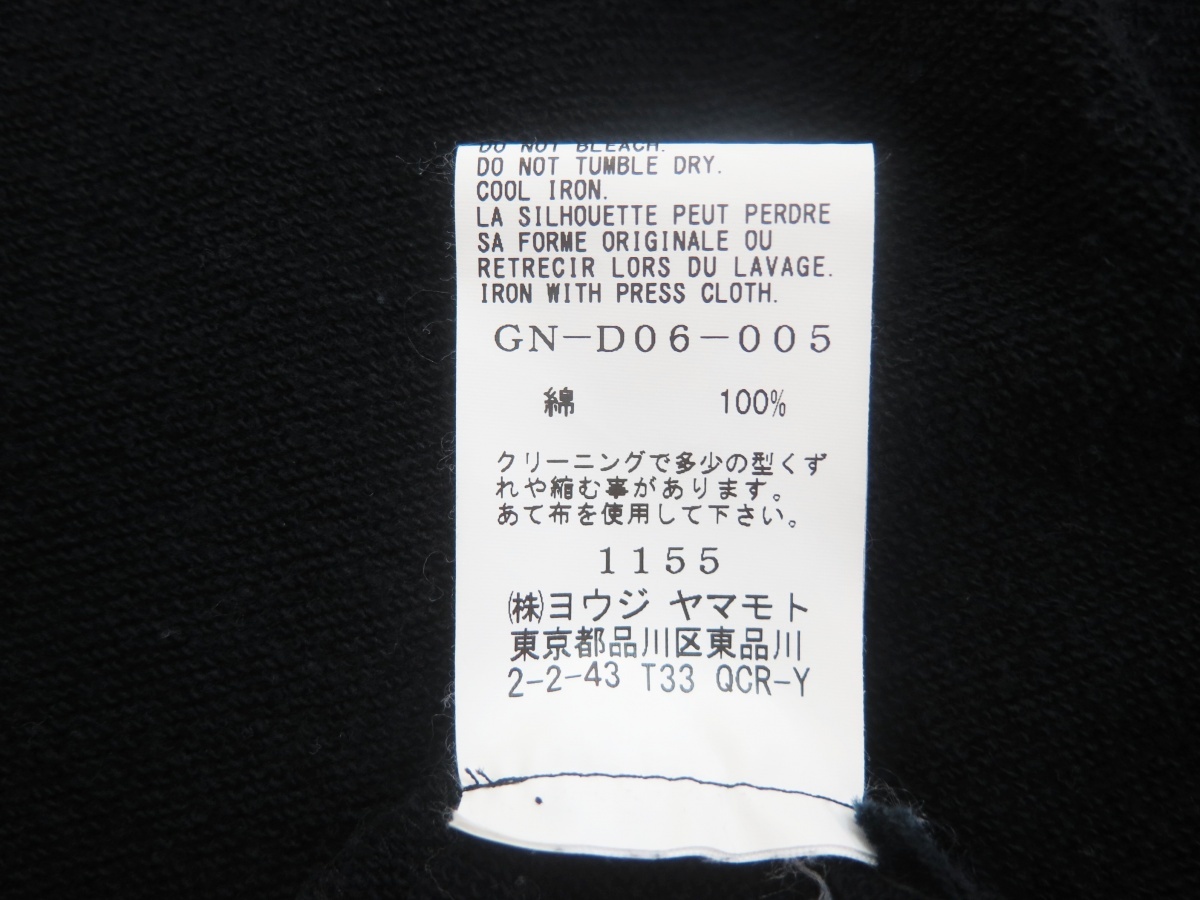 DO NOT BLEACH.
DO NOT TUMBLE DRY.
COOL IRON.
LA SILHOUETTE PEUT PERDRE
SA FORME ORIGINALE OU
RETRECIR LORS DU LAVAGE.
IRON WITH PRESS CLOTH.
GN-D06-005
綿 100%
クリーニングで多少の型くず
れや縮む事があります。
あて布を使用して下さい。
1155
㈱ヨウジ ヤマモト
東京都品川区東品川
2-2-43 T33 QCR-Y